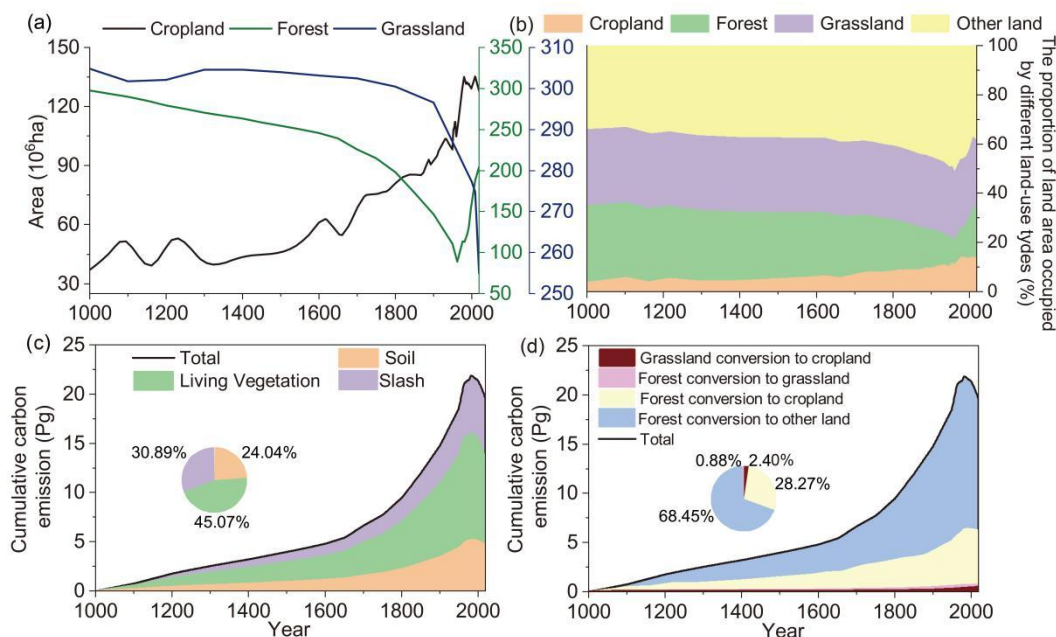 (a)
Cropland Forest Grassland
Area (10⁶ha)
150
120
90
60
30
350
300
250
200
150
100
50
310
300
290
280
270
260
250
1000 1200 1400 1600 1800 2000
(b)
Cropland Forest Grassland Other land
100
80
60
40
20
0
The proportion of land area occupied
by different land-use tydes (%)
1000 1200 1400 1600 1800 2000
(c)
Total Soil
Living Vegetation Slash
Cumulative carbon
emission (Pg)
25
20
15
10
5
0
30.89% 24.04%
45.07%
1000 1200 1400 1600 1800 2000
Year
(d)
Grassland conversion to cropland
Forest conversion to grassland
Forest conversion to cropland
Forest conversion to other land
Total
Cumulative carbon
emission (Pg)
25
20
15
10
5
0
0.88% 2.40%
28.27%
68.45%
1000 1200 1400 1600 1800 2000
Year